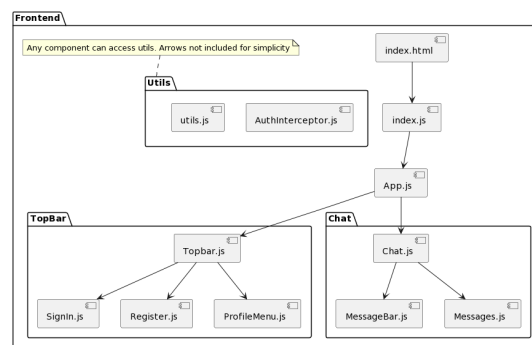 Frontend
Any component can access utils. Arrows not included for simplicity
index.html
Utils
utils.js
AuthInterceptor.js
index.js
App.js
TopBar
Chat
Topbar.js
Chat.js
SignIn.js
Register.js
ProfileMenu.js
MessageBar.js
Messages.js